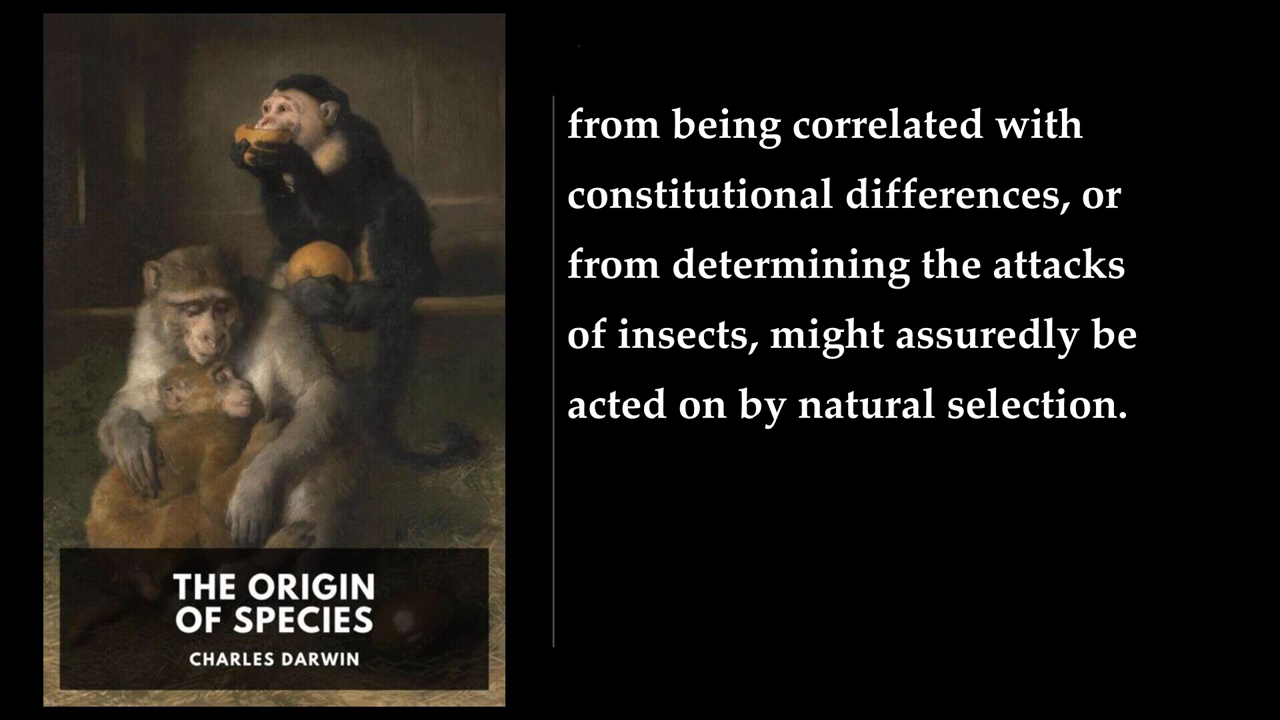 THE ORIGIN
OF SPECIES
CHARLES DARWIN
from being correlated with
constitutional differences, or
from determining the attacks
of insects, might assuredly be
acted on by natural selection.